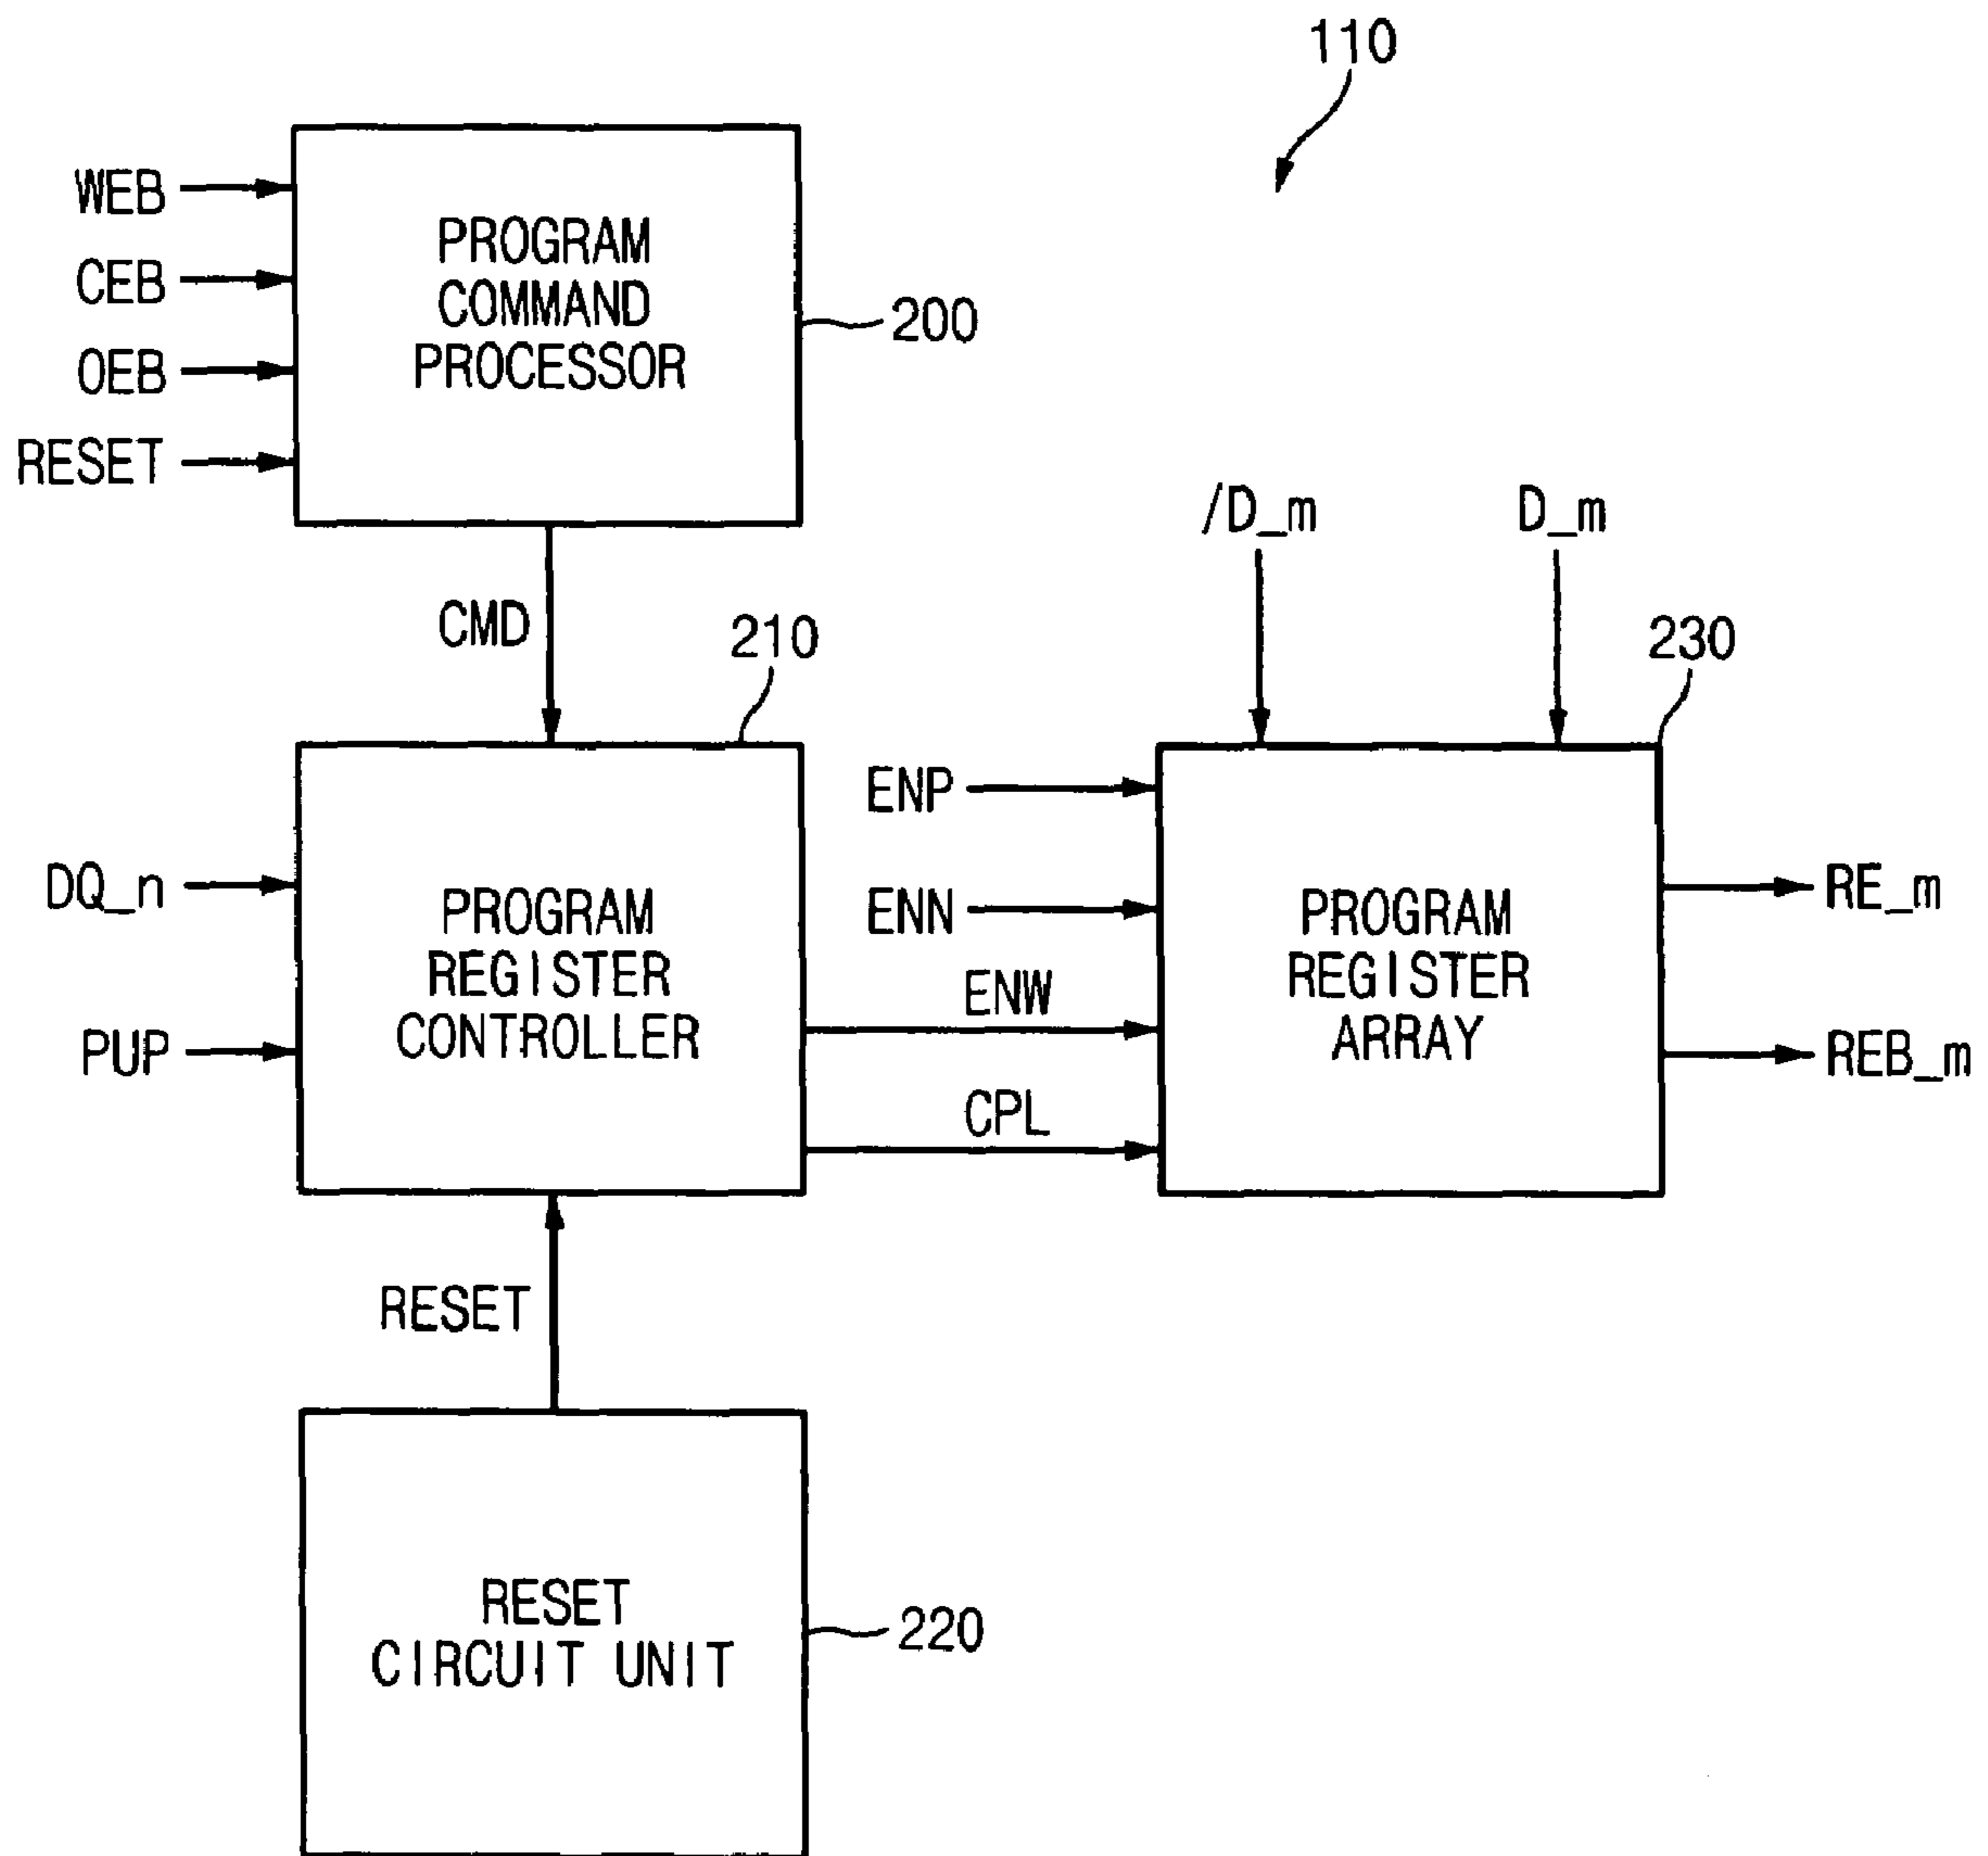 110
WEB
CEB
OEB
RESET
PROGRAM
COMMAND
PROCESSOR
200
/D_m
D_m
CMD
210
230
DQ_n
PUP
PROGRAM
REGISTER
CONTROLLER
ENP
ENN
ENW
CPL
PROGRAM
REGISTER
ARRAY
RE_m
REB_m
RESET
RESET
CIRCUIT UNIT
220